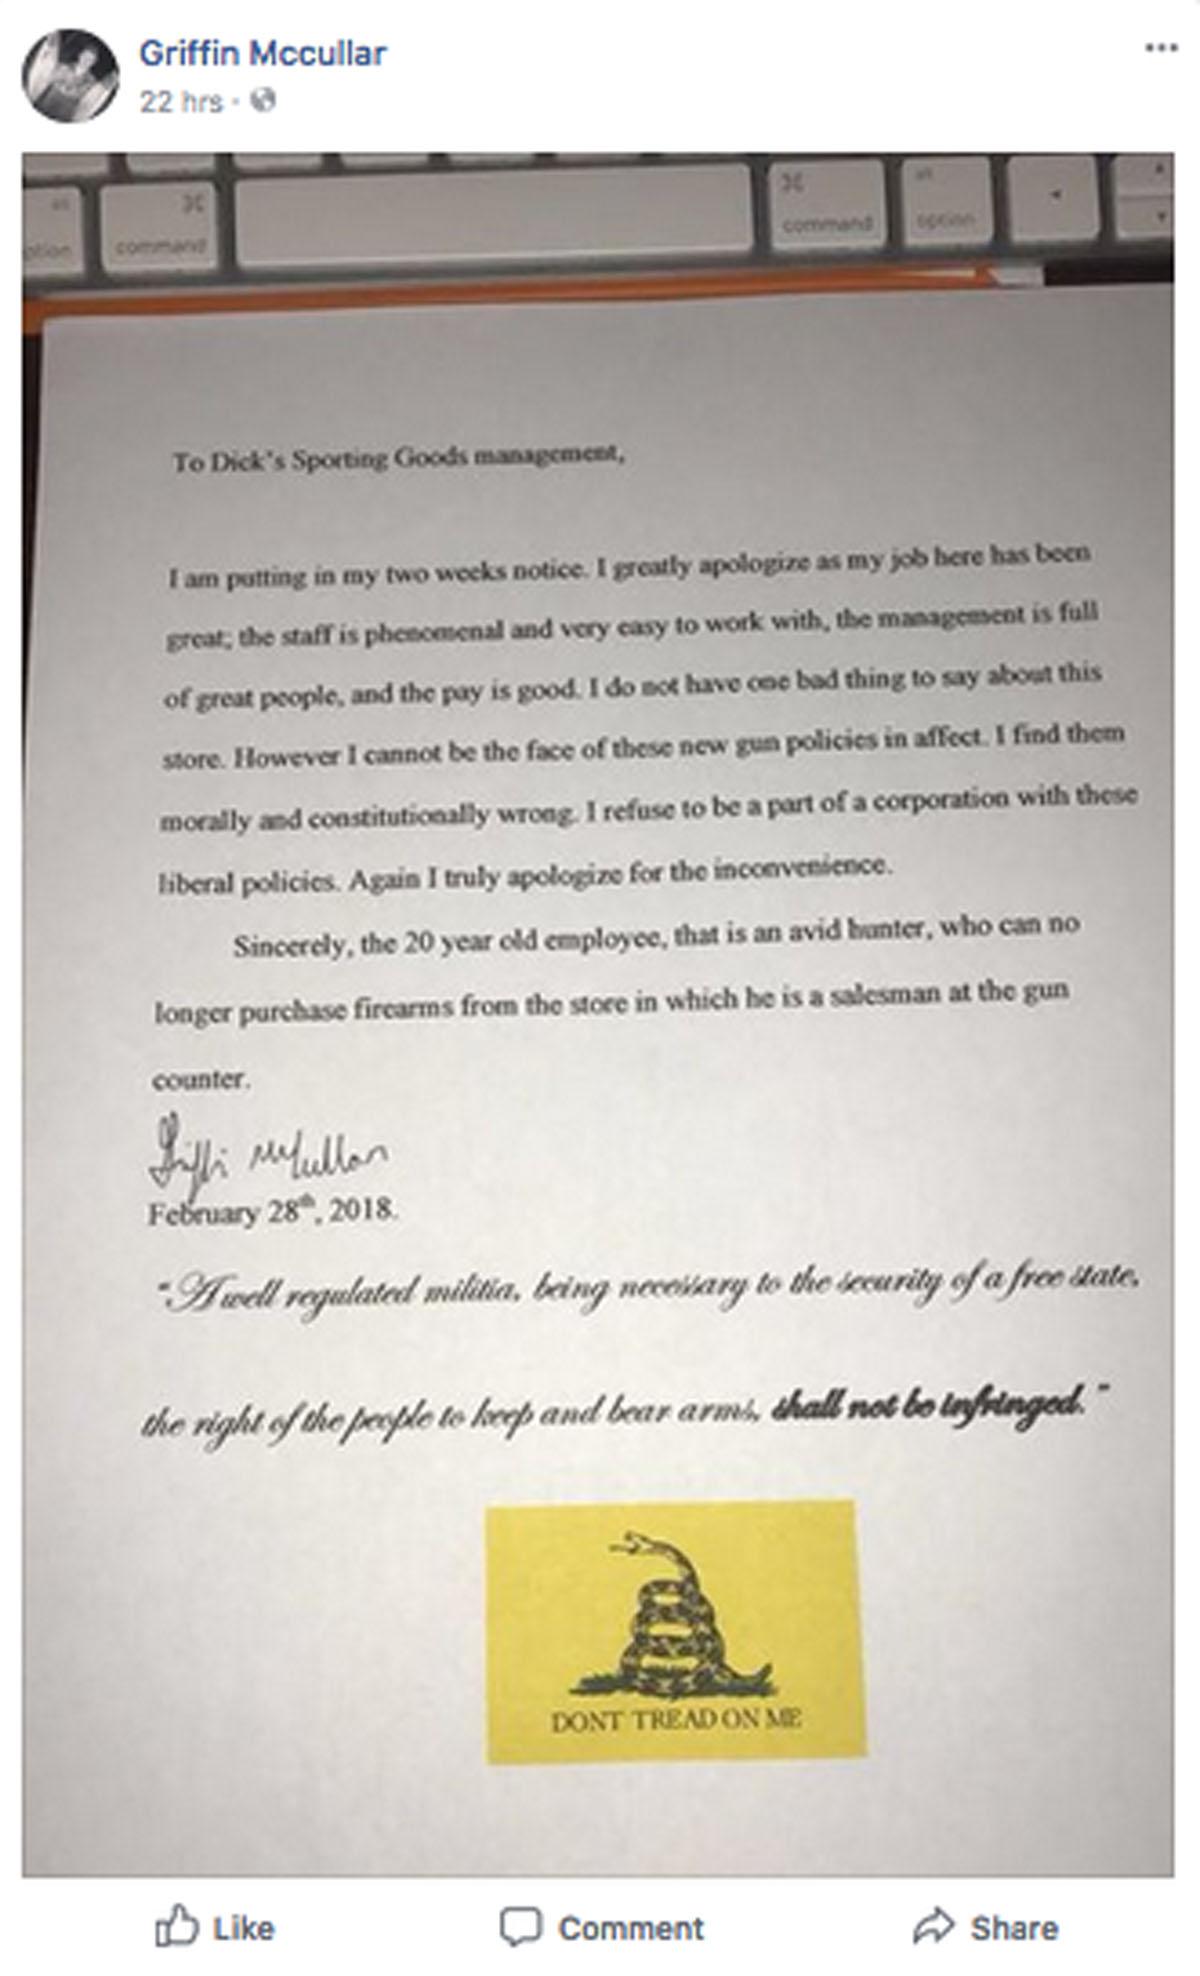 Griffin Mccullar
22 hrs
⌘ ⌘ alt
option command command option
To Dick's Sporting Goods management,
I am putting in my two weeks notice. I greatly apologize as my job here has been
great; the staff is phenomenal and very easy to work with, the management is full
of great people, and the pay is good. I do not have one bad thing to say about this
store. However I cannot be the face of these new gun policies in affect. I find them
morally and constitutionally wrong. I refuse to be a part of a corporation with these
liberal policies. Again I truly apologize for the inconvenience.
Sincerely, the 20 year old employee, that is an avid hunter, who can no
longer purchase firearms from the store in which he is a salesman at the gun
counter.
Griffin McCullar
February 28th, 2018.
"A well regulated militia, being necessary to the security of a free state,
the right of the people to keep and bear arms, shall not be infringed."
DONT TREAD ON ME
Like Comment Share